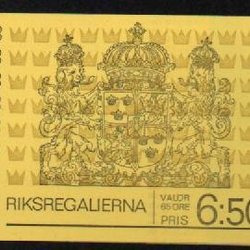 RIKSREGALIERNA
VALÖR
65 ÖRE
PRIS 6:50